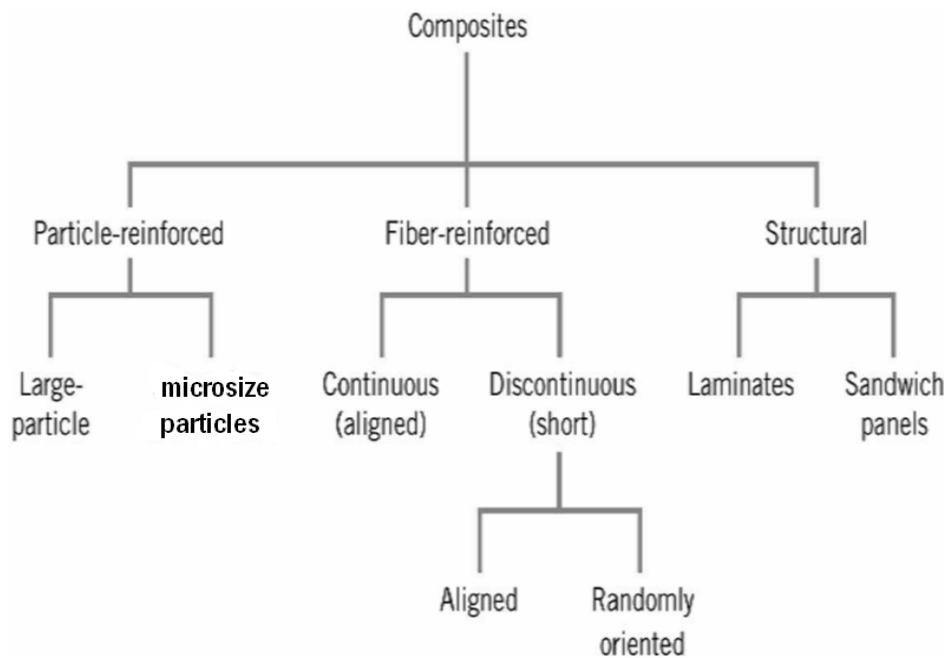 Composites
Particle-reinforced
Fiber-reinforced
Structural
Large-
particle
microsize
particles
Continuous
(aligned)
Discontinuous
(short)
Laminates
Sandwich
panels
Aligned
Randomly
oriented